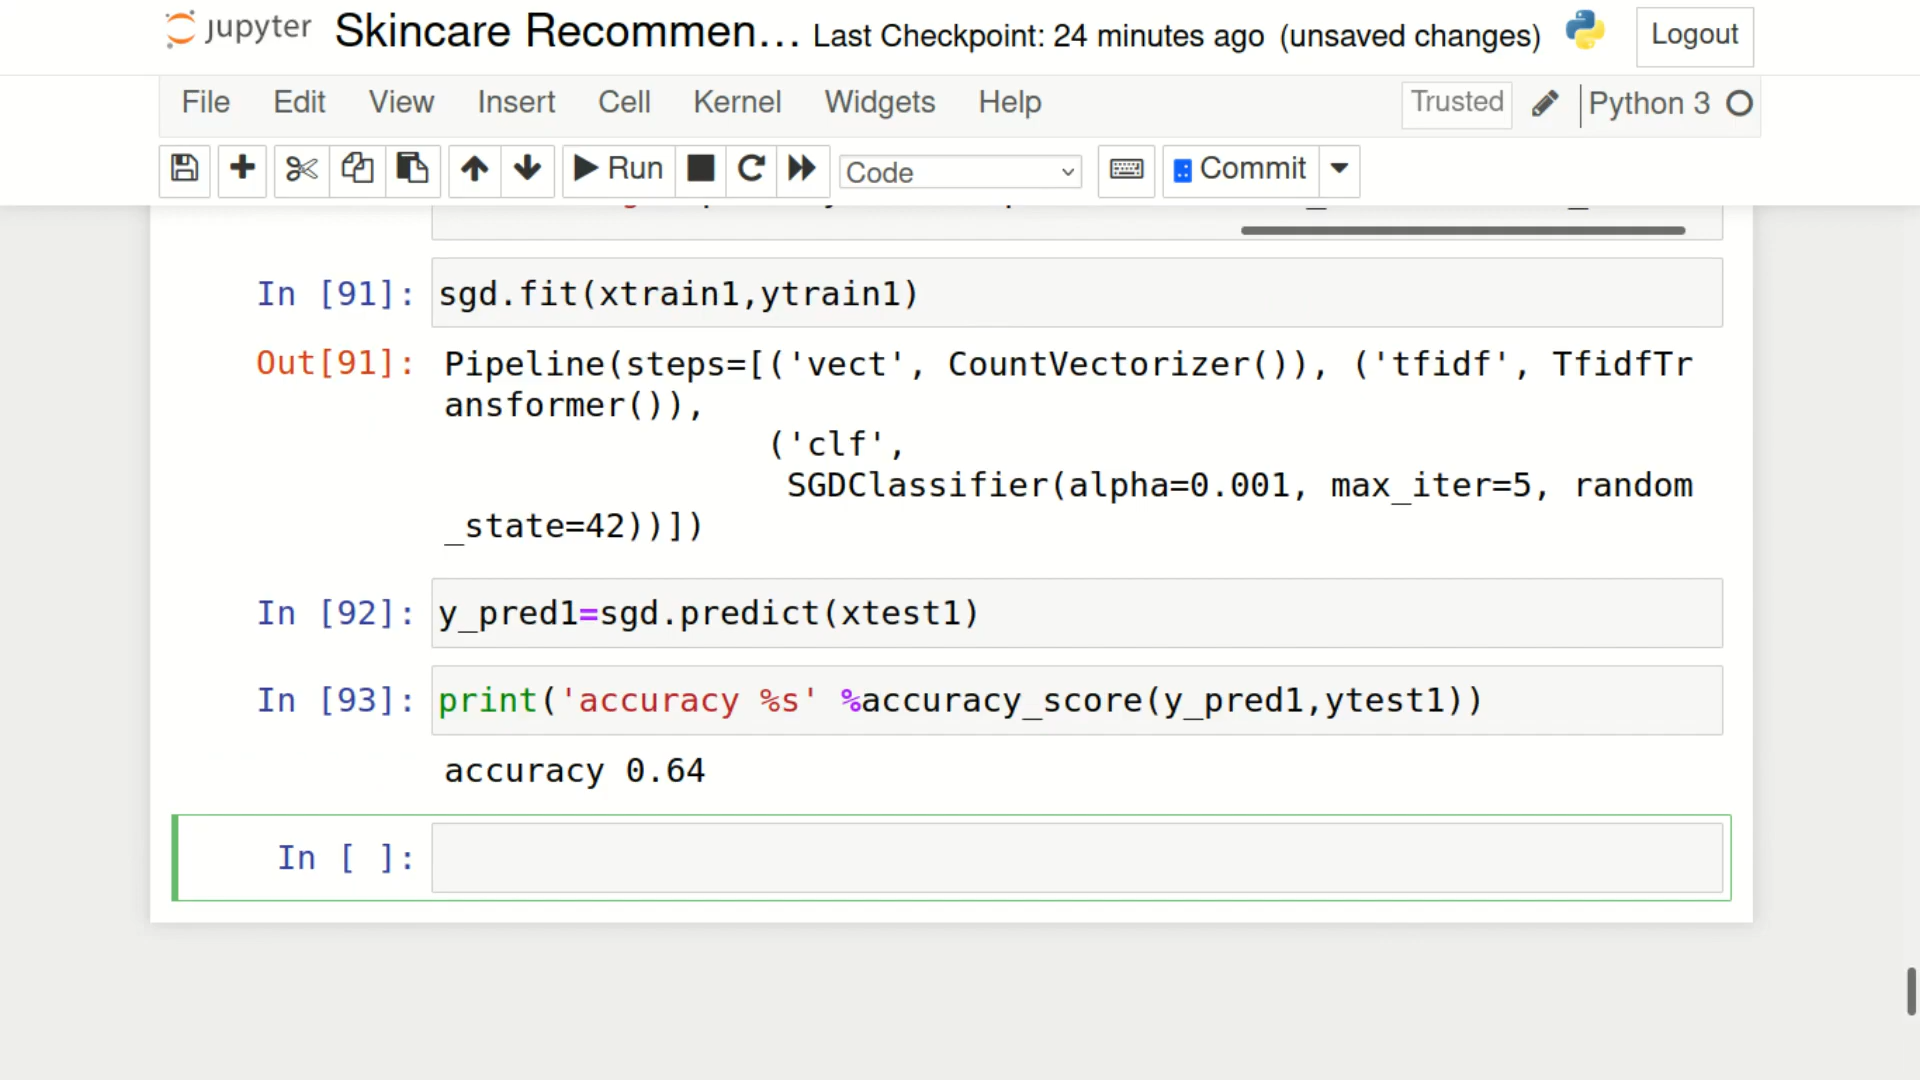 jupyter Skincare Recommen... Last Checkpoint: 24 minutes ago (unsaved changes) Logout
File Edit View Insert Cell Kernel Widgets Help Trusted Python 3
Run Code Commit
In [91]: sgd.fit(xtrain1,ytrain1)
Out[91]: Pipeline(steps=[('vect', CountVectorizer()), ('tfidf', TfidfTr
ansformer()),
('clf',
SGDClassifier(alpha=0.001, max_iter=5, random
_state=42))])
In [92]: y_pred1=sgd.predict(xtest1)
In [93]: print('accuracy %s' %accuracy_score(y_pred1,ytest1))
accuracy 0.64
In [ ]: